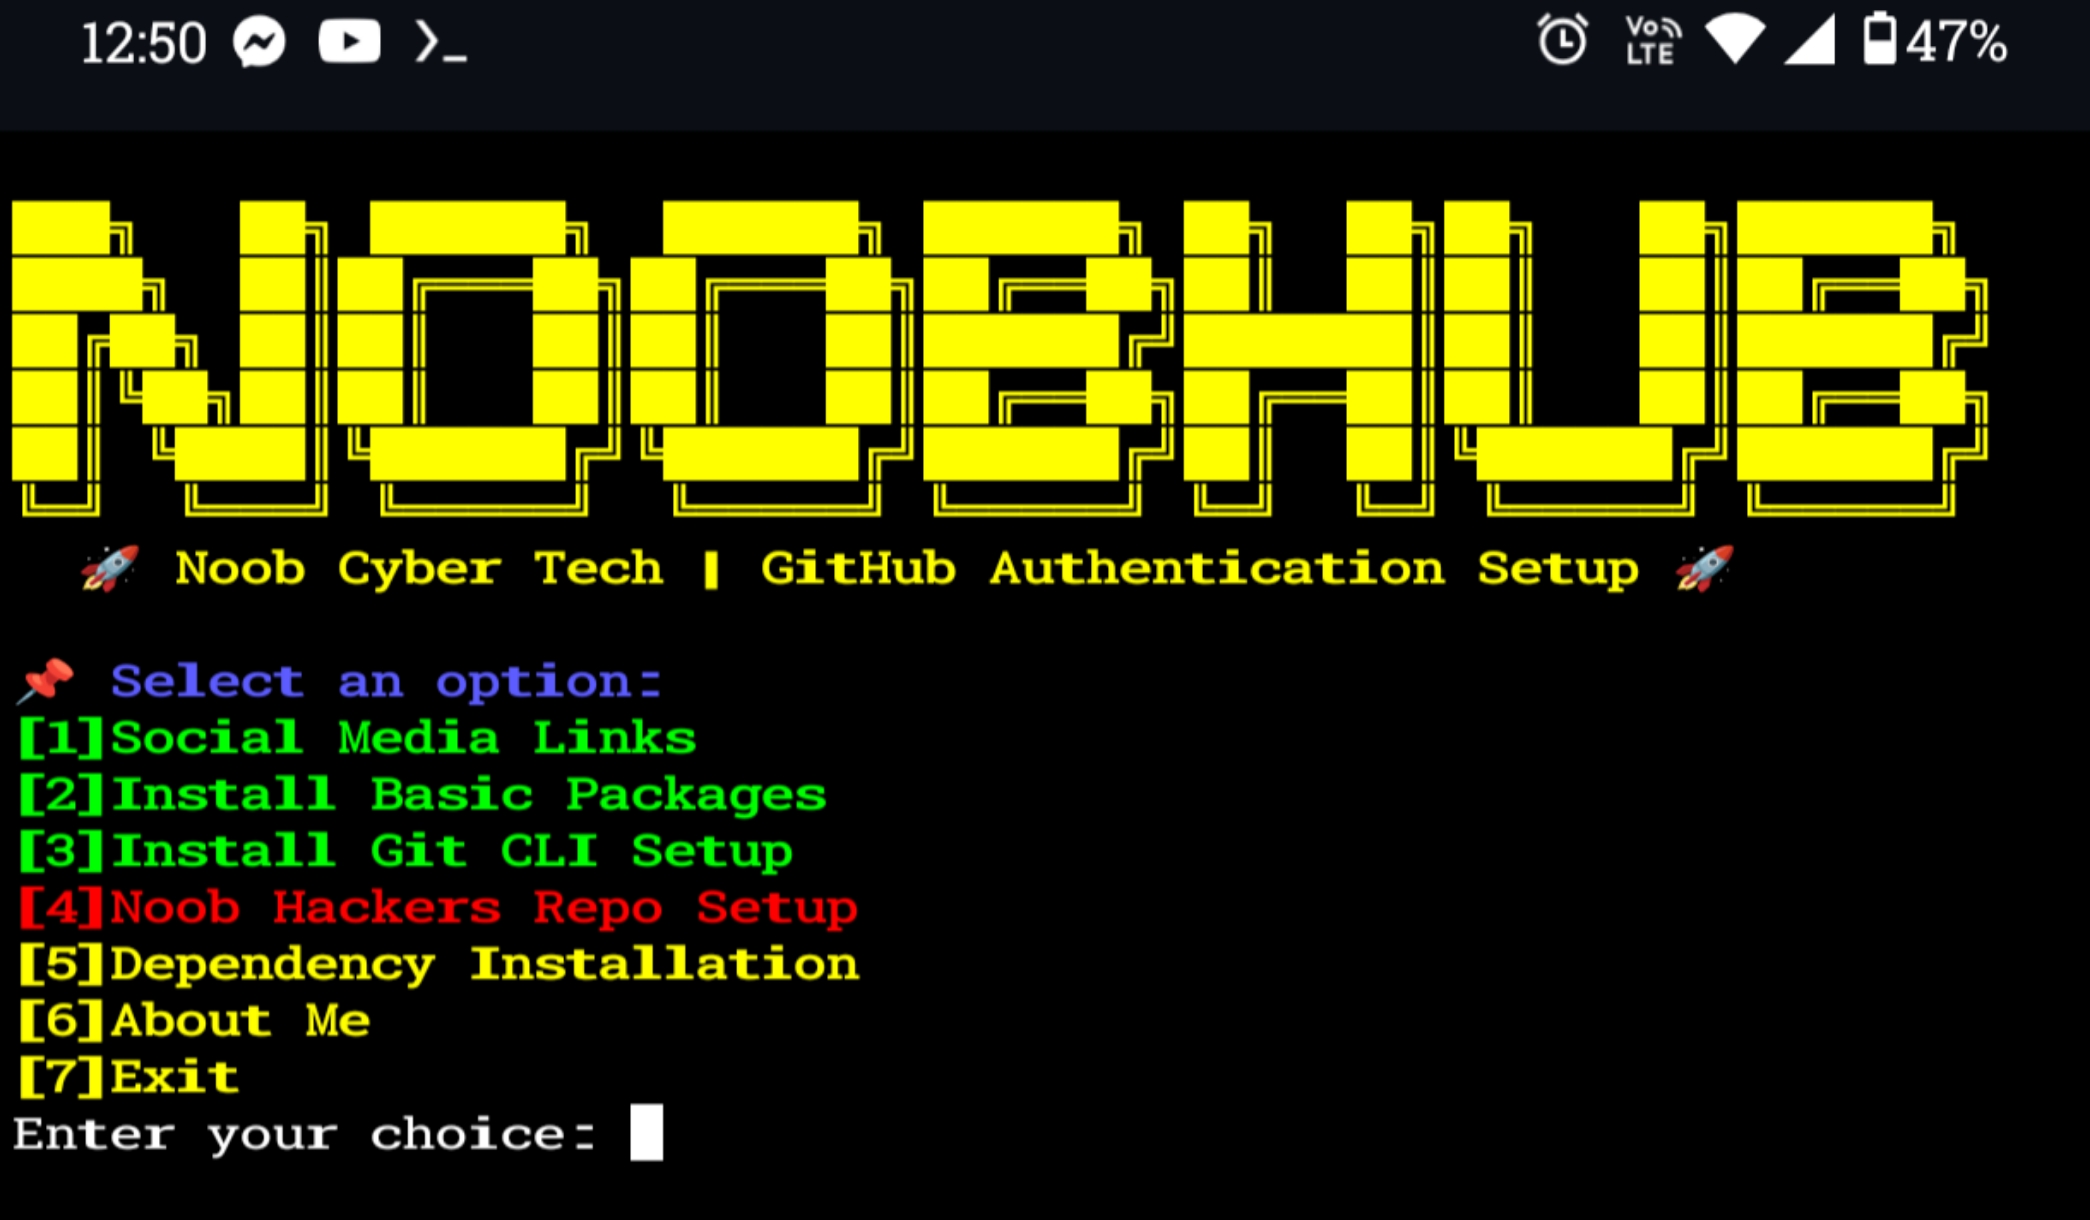 12:50 Vo LTE 47%
NOOBHUB
🚀 Noob Cyber Tech | GitHub Authentication Setup 🚀
📌 Select an option:
[1]Social Media Links
[2]Install Basic Packages
[3]Install Git CLI Setup
[4]Noob Hackers Repo Setup
[5]Dependency Installation
[6]About Me
[7]Exit
Enter your choice: